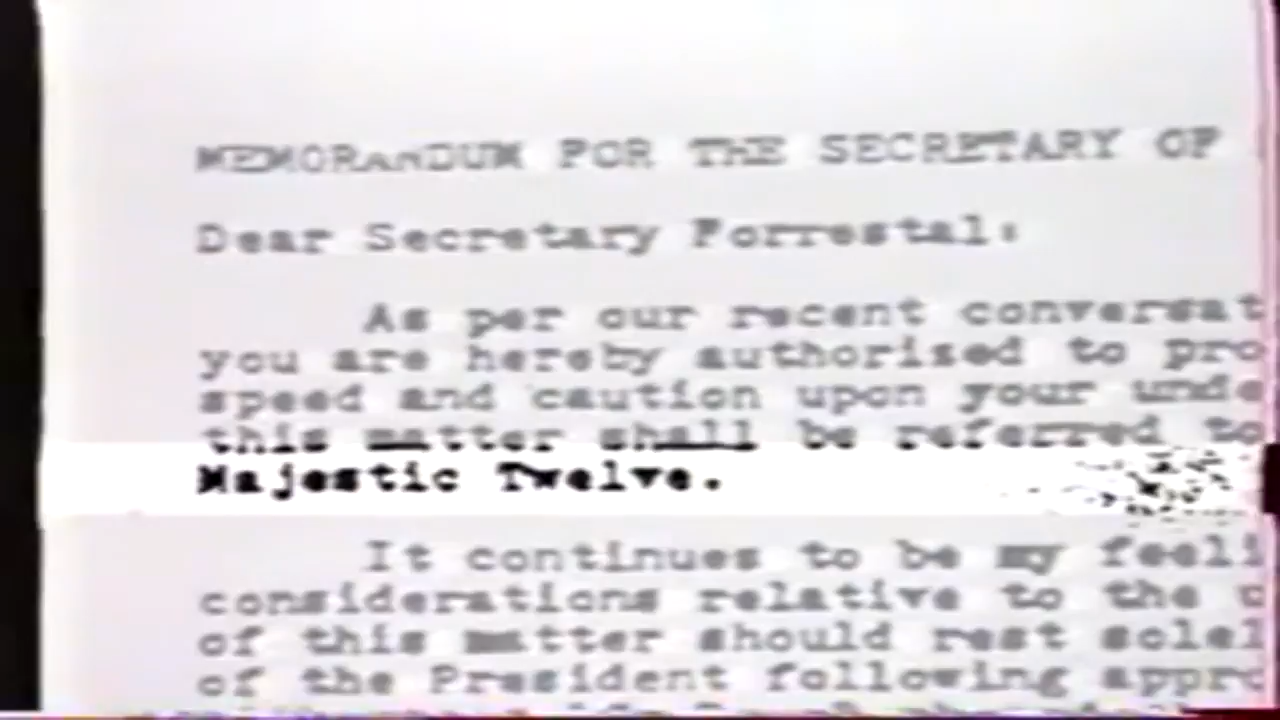 MEMORANDUM FOR THE SECRETARY OF
Dear Secretary Forrestal:
As per our recent conversat
you are hereby authorised to pro
speed and caution upon your unde
this matter shall be referred to
Majestic Twelve.
It continues to be my feeli
considerations relative to the d
of this matter should rest solel
of the President following appro